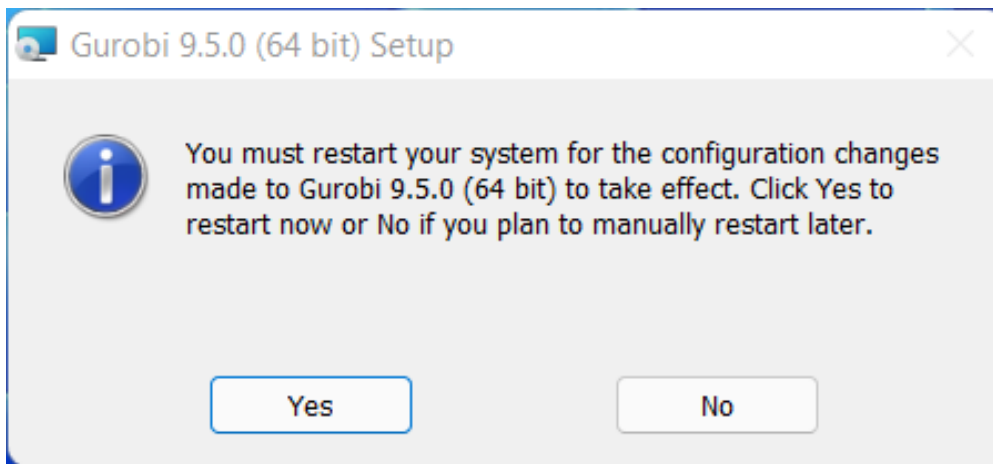 Gurobi 9.5.0 (64 bit) Setup
You must restart your system for the configuration changes
made to Gurobi 9.5.0 (64 bit) to take effect. Click Yes to
restart now or No if you plan to manually restart later.
Yes
No